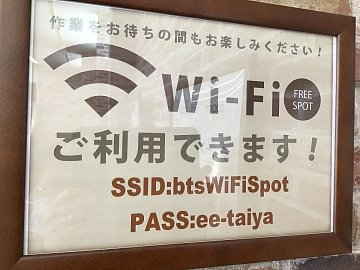 作業をお待ちの間もお楽しみください！
Wi-Fi FREE SPOT
ご利用できます！
SSID:btsWiFiSpot
PASS:ee-taiya